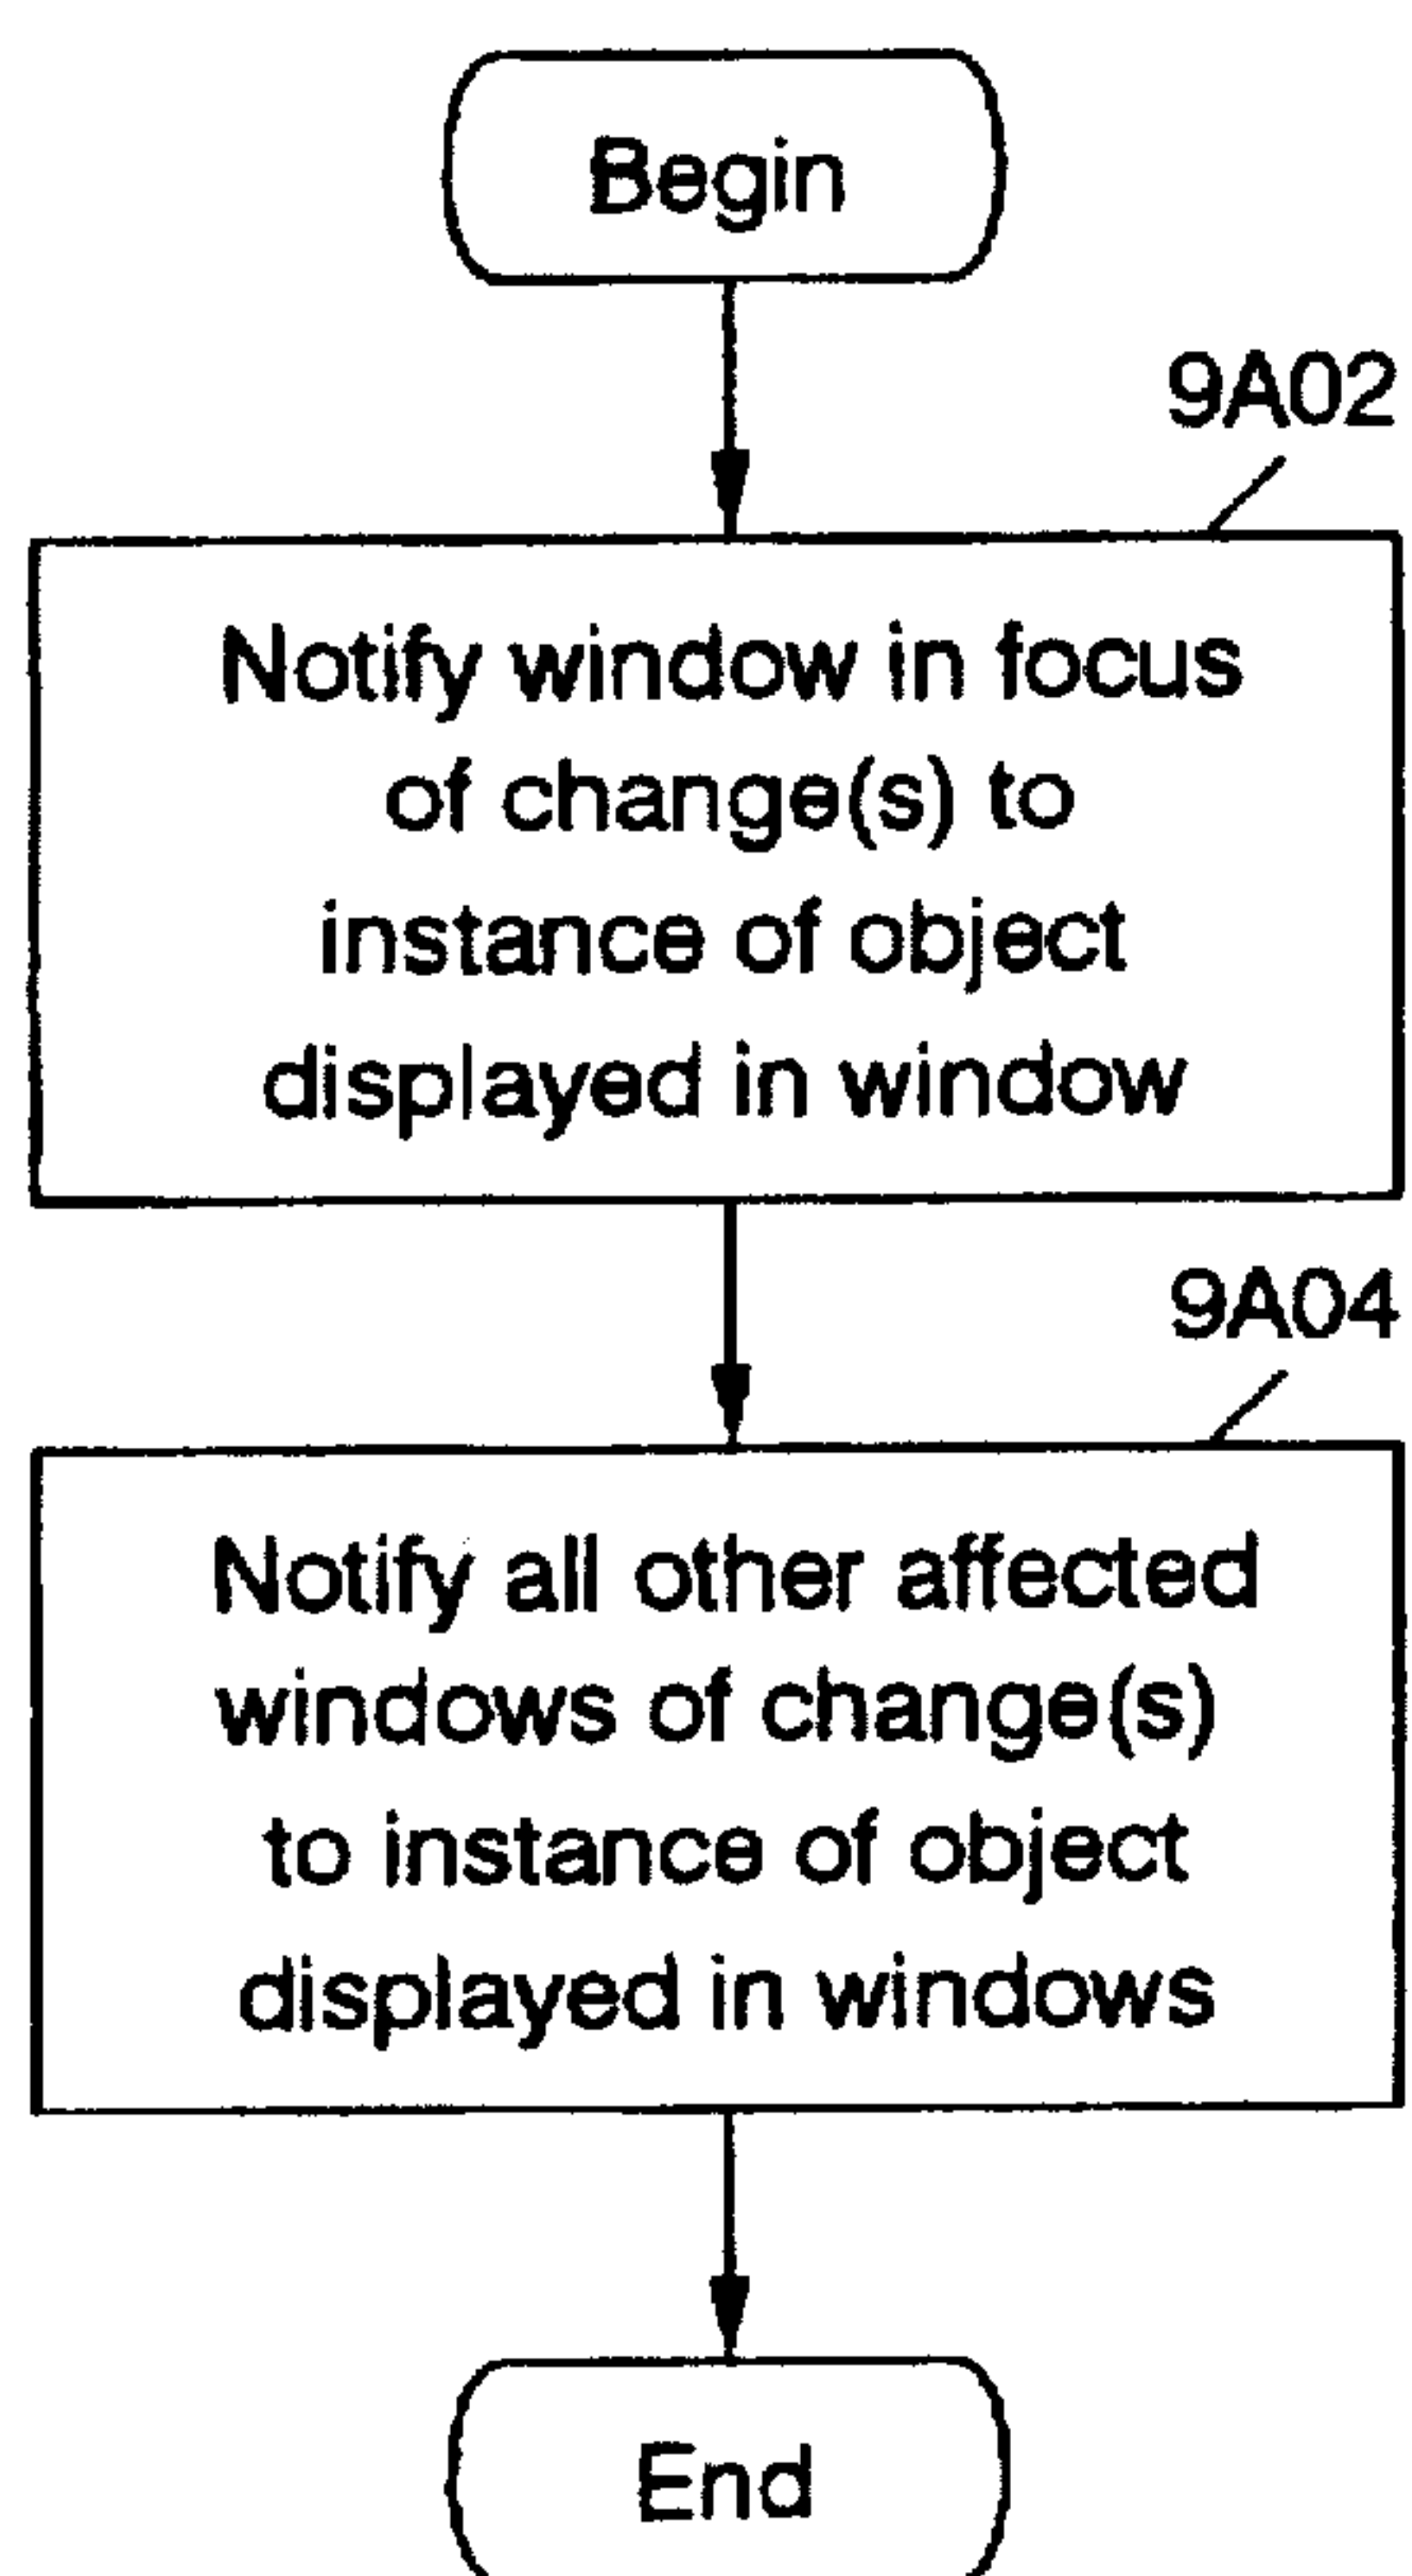 Begin
9A02
Notify window in focus
of change(s) to
instance of object
displayed in window
9A04
Notify all other affected
windows of change(s)
to instance of object
displayed in windows
End